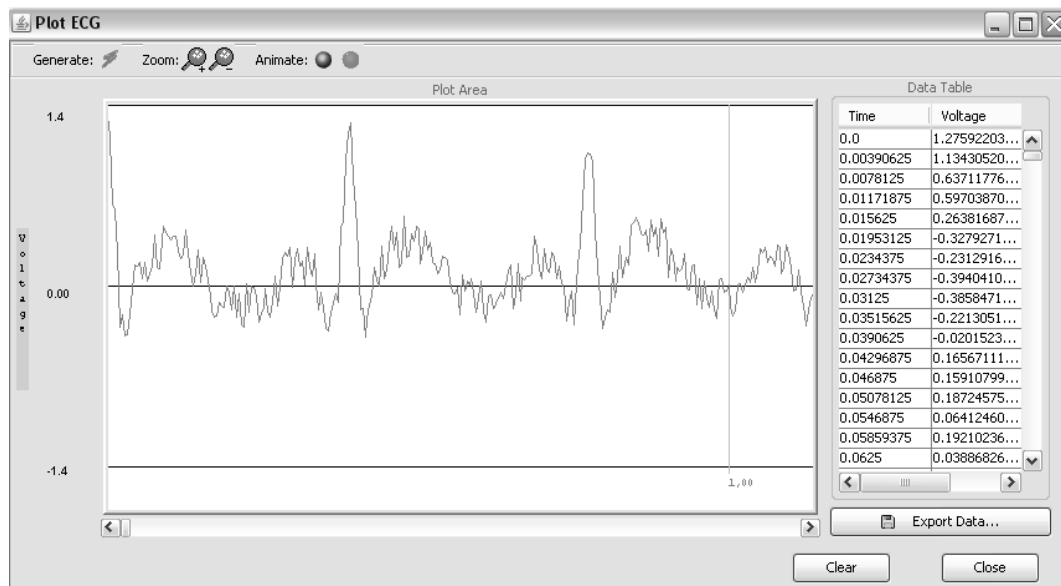 Plot ECG
Generate: Zoom: Animate:
Plot Area
1.4
Voltage
0.00
-1.4
1,00
Data Table
Time Voltage
0.0 1.27592203...
0.00390625 1.13430520...
0.0078125 0.63711776...
0.01171875 0.59703870...
0.015625 0.26381687...
0.01953125 -0.3279271...
0.0234375 -0.2312916...
0.02734375 -0.3940410...
0.03125 -0.3858471...
0.03515625 -0.2213051...
0.0390625 -0.0201523...
0.04296875 0.16567111...
0.046875 0.15910799...
0.05078125 0.18724575...
0.0546875 0.06412460...
0.05859375 0.19210236...
0.0625 0.03886826...
Export Data...
Clear Close